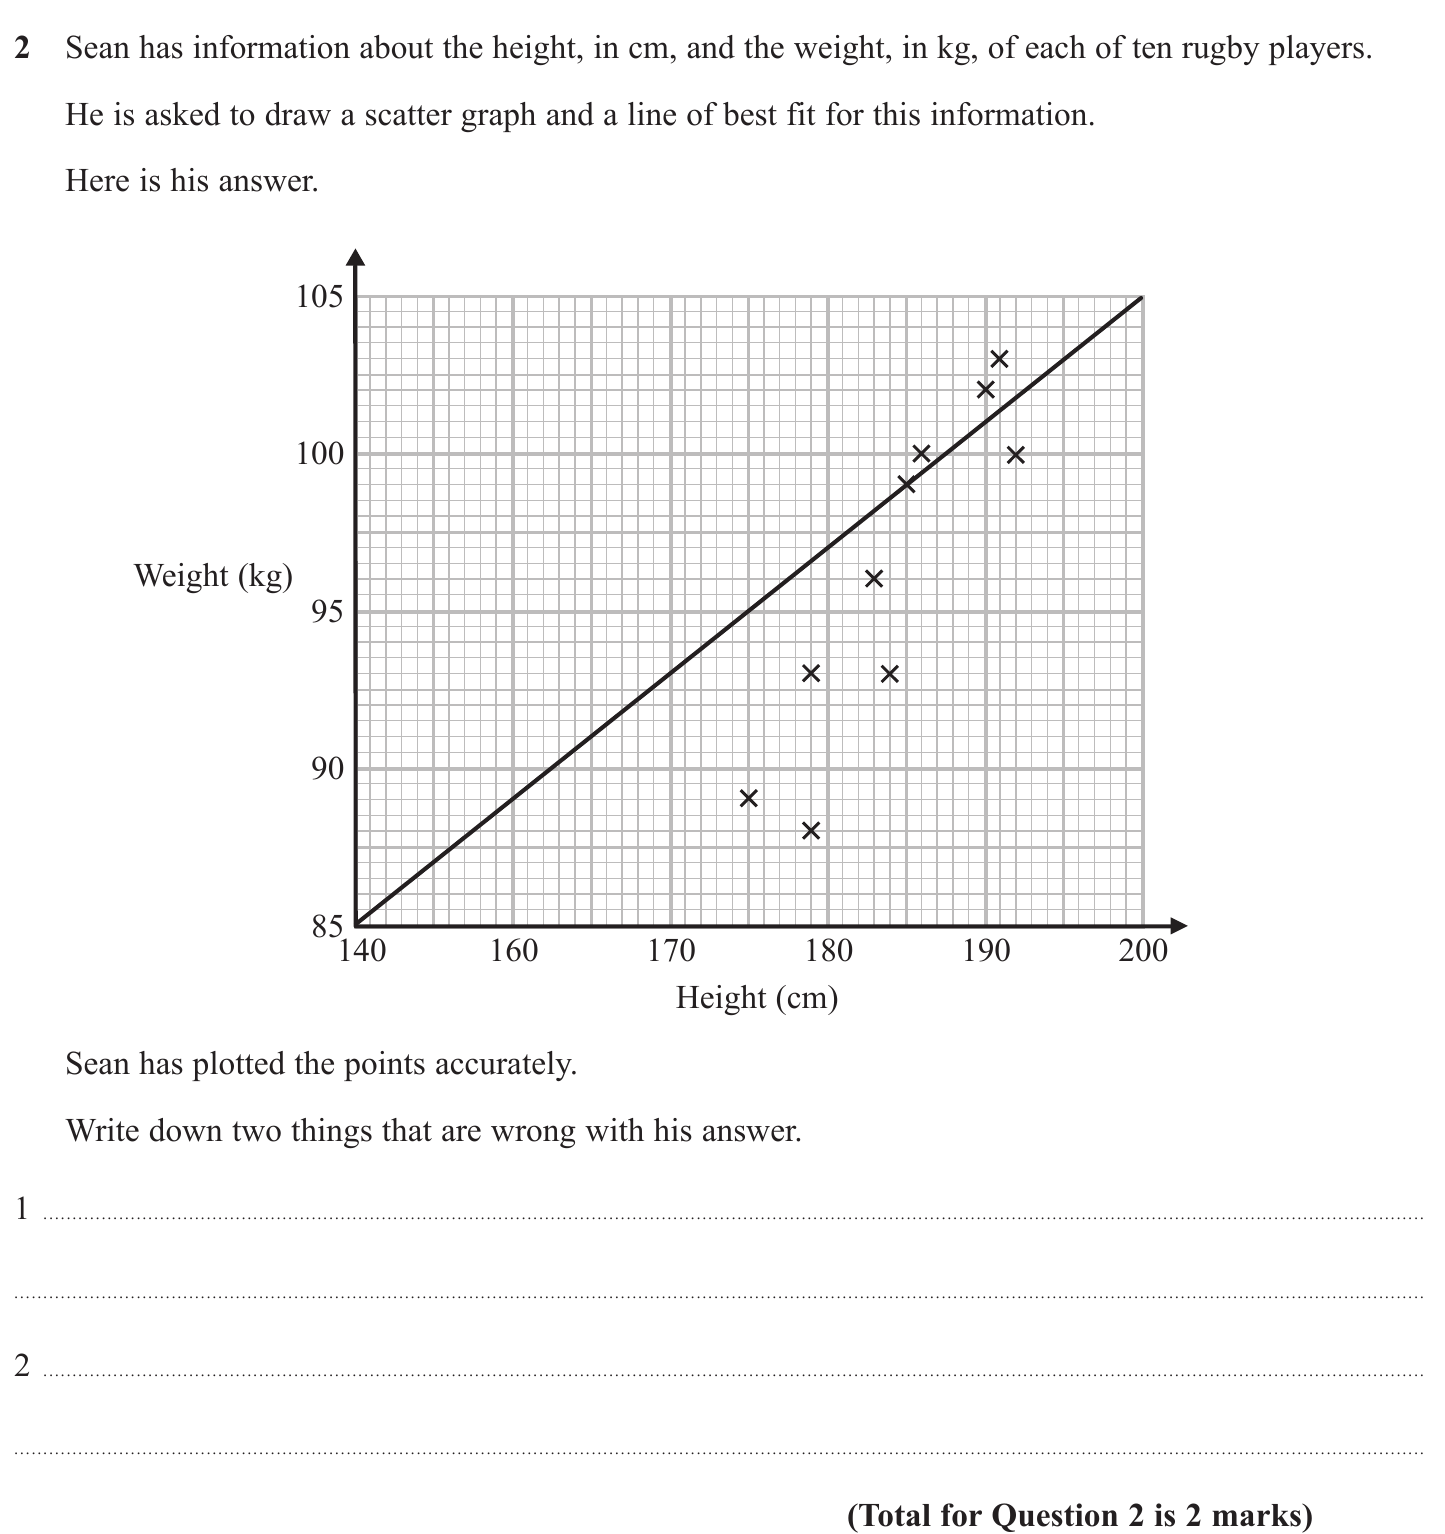 2 Sean has information about the height, in cm, and the weight, in kg, of each of ten rugby players.
He is asked to draw a scatter graph and a line of best fit for this information.
Here is his answer.
105
100
Weight (kg)
95
90
85
140 160 170 180 190 200
Height (cm)
Sean has plotted the points accurately.
Write down two things that are wrong with his answer.
1
2
(Total for Question 2 is 2 marks)